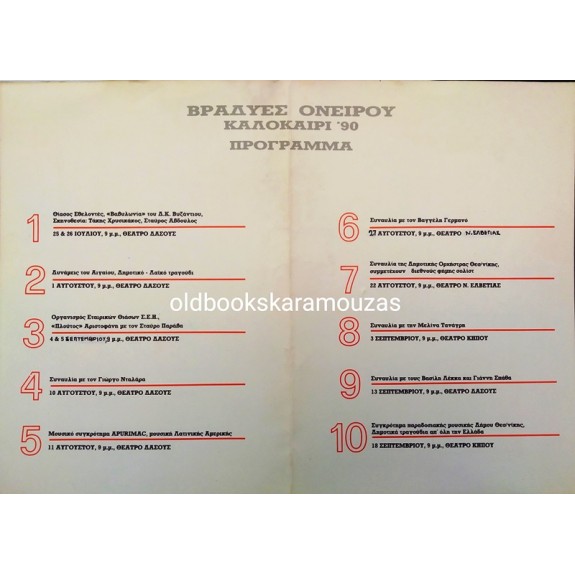 ΒΡΑΔΥΕΣ ΟΝΕΙΡΟΥ
ΚΑΛΟΚΑΙΡΙ '90
ΠΡΟΓΡΑΜΜΑ
1
Θίασος Εθελοντές, «Βαβυλωνία» του Δ.Κ. Βυζάντιου,
Σκηνοθεσία: Τάκης Χρυσικάκος, Σταύρος Αβδούλος
25 & 26 ΙΟΥΛΙΟΥ, 9 μ.μ., ΘΕΑΤΡΟ ΔΑΣΟΥΣ
2
Δυνάμεις του Αιγαίου, Δημοτικό - Λαϊκό τραγούδι
1 ΑΥΓΟΥΣΤΟΥ, 9 μ.μ., ΘΕΑΤΡΟ ΔΑΣΟΥΣ
3
Οργανισμός Εταιρικών Θιάσων Σ.Ε.Η.,
«Πλούτος» Αριστοφάνη με τον Σταύρο Παράβα
4 & 5 ΣΕΠΤΕΜΒΡΙΟΥ, 9 μ.μ., ΘΕΑΤΡΟ ΔΑΣΟΥΣ
4
Συναυλία με τον Γιώργο Νταλάρα
10 ΑΥΓΟΥΣΤΟΥ, 9 μ.μ., ΘΕΑΤΡΟ ΔΑΣΟΥΣ
5
Μουσικό συγκρότημα APURIMAC, μουσική Λατινικής Αμερικής
11 ΑΥΓΟΥΣΤΟΥ, 9 μ.μ., ΘΕΑΤΡΟ ΔΑΣΟΥΣ
6
Συναυλία με τον Βαγγέλη Γερμανό
ΑΥΓΟΥΣΤΟΥ, 9 μ.μ., ΘΕΑΤΡΟ Ν. ΕΛΒΕΤΙΑΣ
7
Συναυλία της Δημοτικής Ορχήστρας Θεσ'νίκης,
συμμετέχουν διεθνούς φήμης σολίστ
22 ΑΥΓΟΥΣΤΟΥ, 9 μ.μ., ΘΕΑΤΡΟ Ν. ΕΛΒΕΤΙΑΣ
8
Συναυλία με την Μελίνα Τανάγρη
3 ΣΕΠΤΕΜΒΡΙΟΥ, 9 μ.μ., ΘΕΑΤΡΟ ΚΗΠΟΥ
9
Συναυλία με τους Βασίλη Λέκκα και Γιάννη Σπάθα
13 ΣΕΠΤΕΜΒΡΙΟΥ, 9 μ.μ., ΘΕΑΤΡΟ ΔΑΣΟΥΣ
10
Συγκρότημα παραδοσιακής μουσικής Δήμου Θεσ'νίκης,
Δημοτικά τραγούδια απ' όλη την Ελλάδα
18 ΣΕΠΤΕΜΒΡΙΟΥ, 9 μ.μ., ΘΕΑΤΡΟ ΚΗΠΟΥ
oldbookskaramouzas